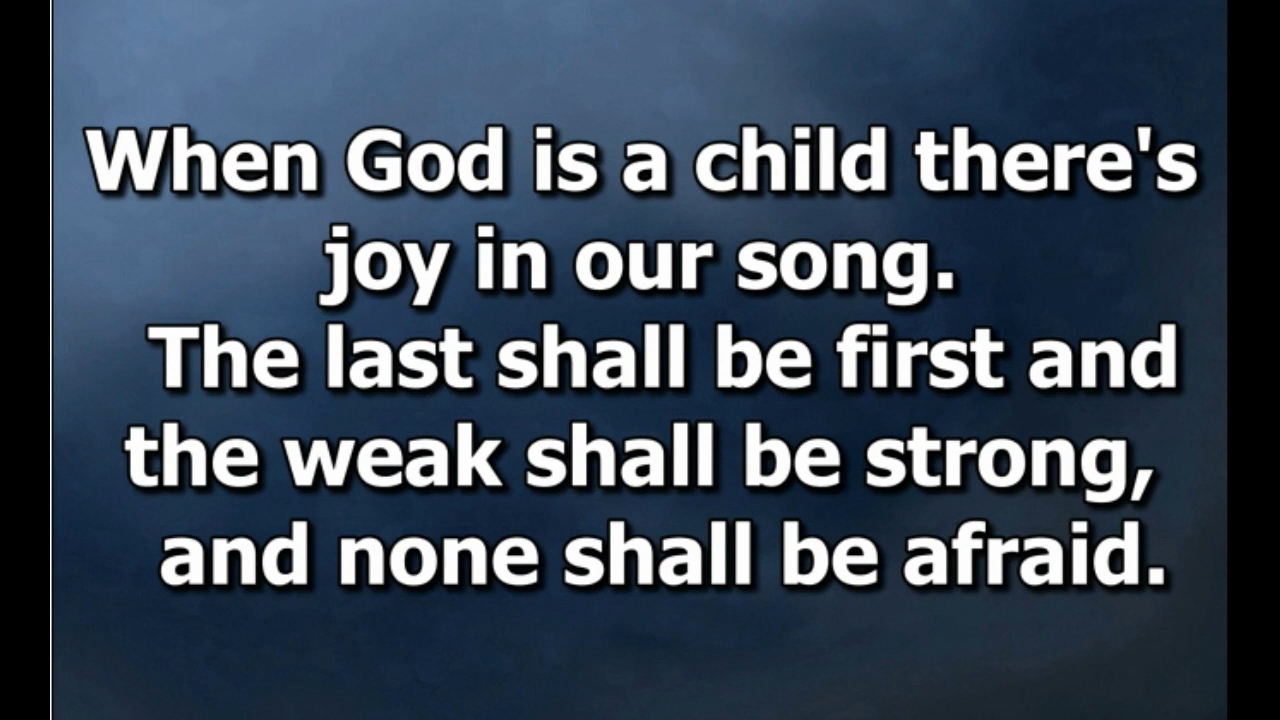 When God is a child there's
joy in our song.
The last shall be first and
the weak shall be strong,
and none shall be afraid.